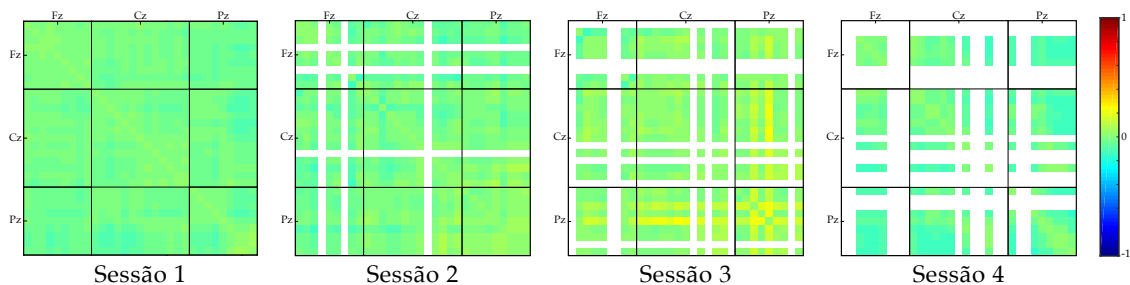 Fz Cz Pz Fz Cz Pz Fz Cz Pz Fz Cz Pz 1
Fz Fz Fz Fz
Cz Cz Cz Cz 0
Pz Pz Pz Pz
-1
Sessão 1 Sessão 2 Sessão 3 Sessão 4